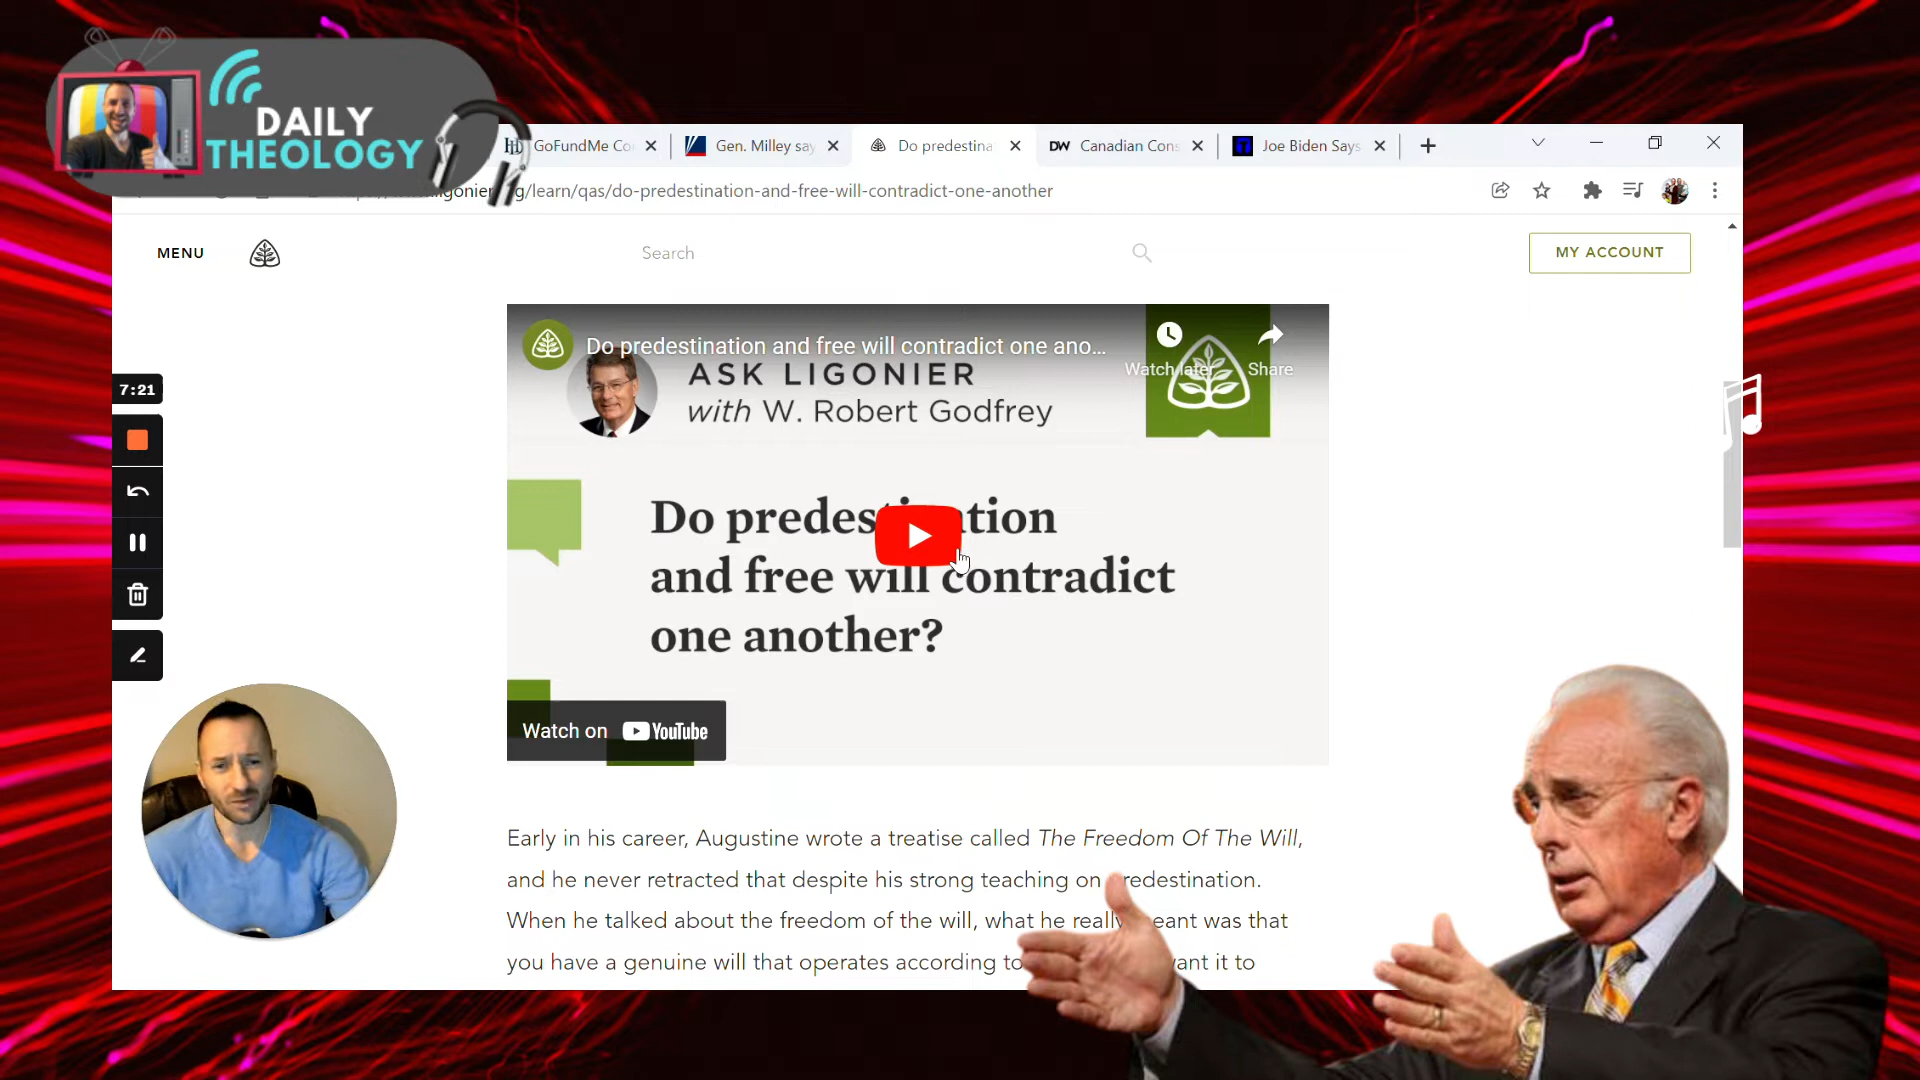 DAILY
THEOLOGY
GoFundMe Co
Gen. Milley say
Do predestina
DW Canadian Cons
Joe Biden Says
/learn/qas/do-predestination-and-free-will-contradict-one-another
MENU
Search
MY ACCOUNT
Do predestination and free will contradict one ano...
Watch later
Share
ASK LIGONIER
with W. Robert Godfrey
7:21
Do predestination
and free will contradict
one another?
Watch on YouTube
Early in his career, Augustine wrote a treatise called The Freedom Of The Will,
and he never retracted that despite his strong teaching on predestination.
When he talked about the freedom of the will, what he really meant was that
you have a genuine will that operates according to want it to